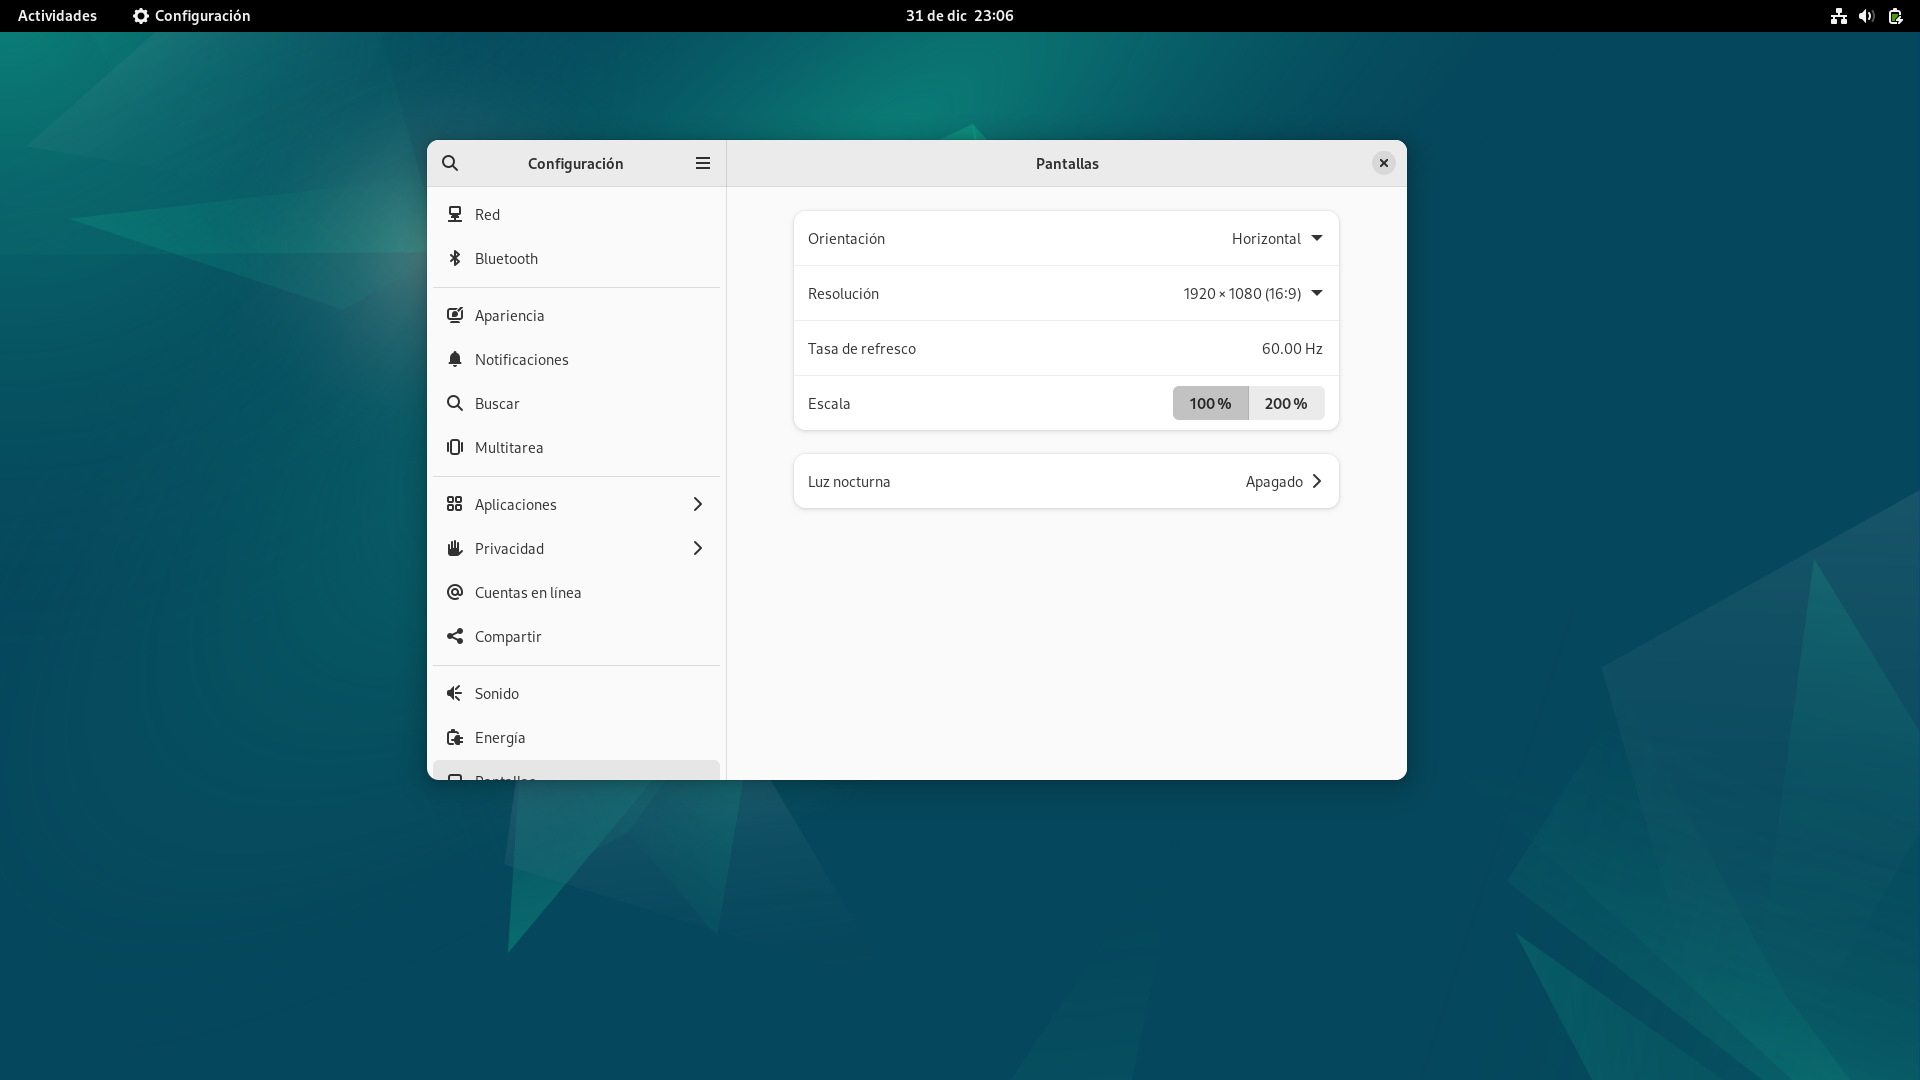 Actividades
Configuración
31 de dic 23:06
Configuración
Pantallas
Red
Bluetooth
Apariencia
Notificaciones
Buscar
Multitarea
Aplicaciones
Privacidad
Cuentas en línea
Compartir
Sonido
Energía
Pantallas
Orientación
Horizontal
Resolución
1920 × 1080 (16:9)
Tasa de refresco
60.00 Hz
Escala
100 %
200 %
Luz nocturna
Apagado